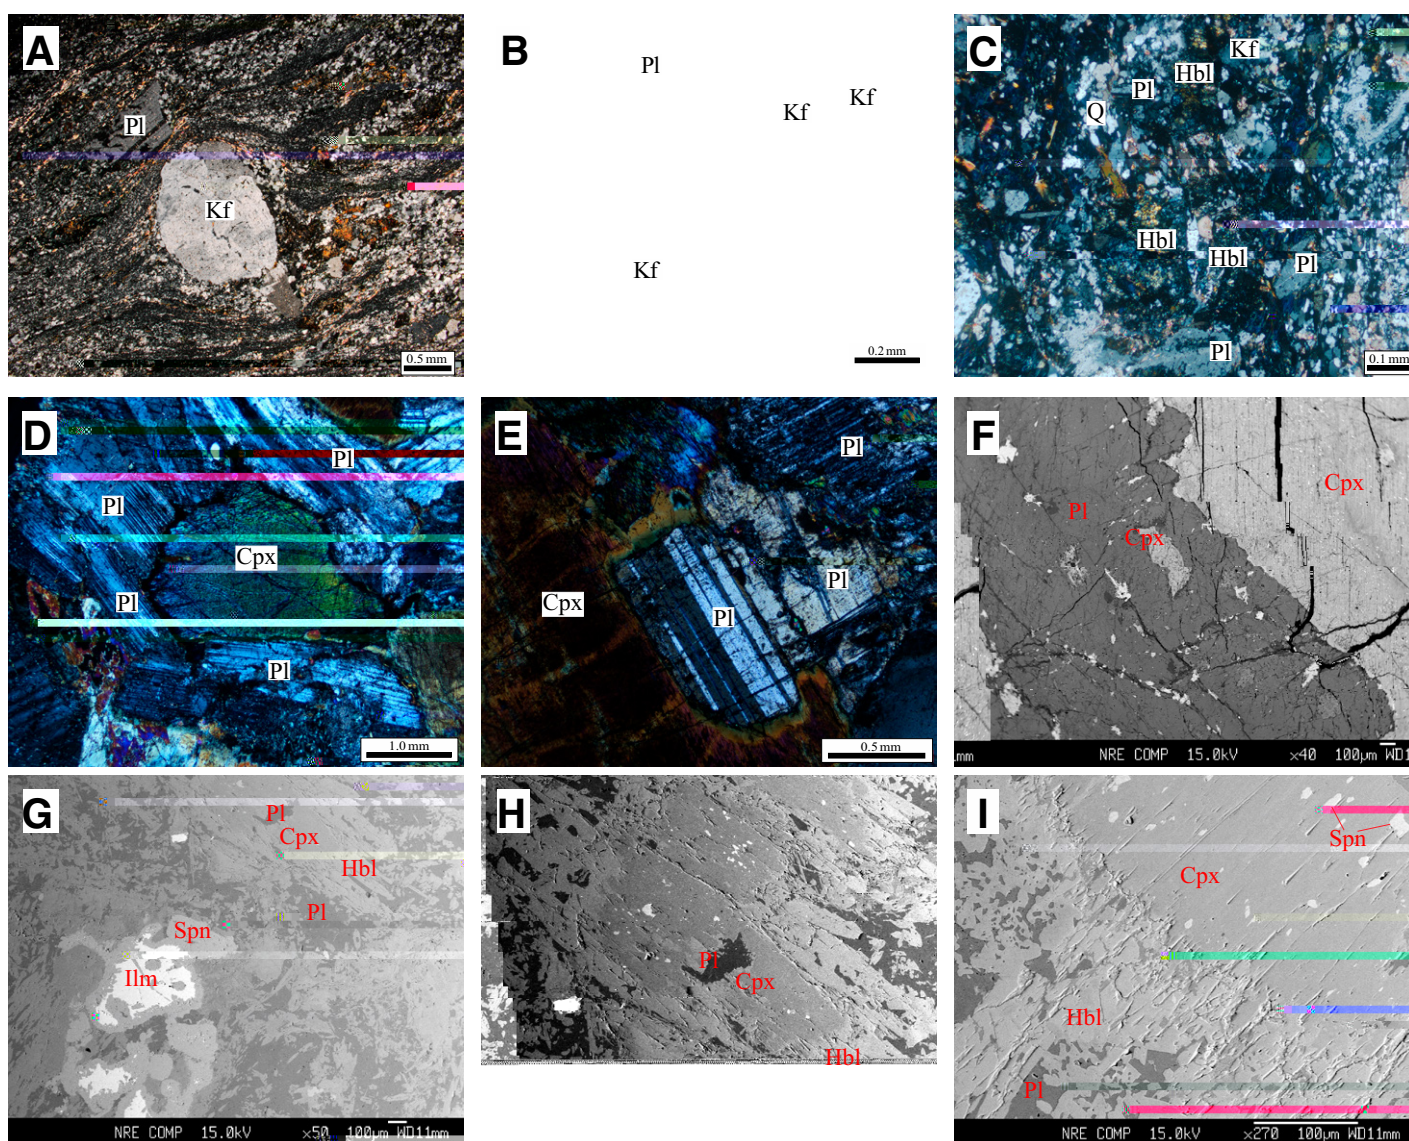 A
Pl
Kf
0.5 mm
B
Pl
Kf
Kf
Kf
0.2 mm
C
Kf
Hbl
Pl
Q
Hbl
Hbl
Pl
Pl
0.1 mm
D
Pl
Pl
Cpx
Pl
Pl
1.0 mm
E
Pl
Pl
Cpx
Pl
0.5 mm
F
Cpx
Pl
Cpx
mm NRE COMP 15.0kV ×40 100µm WD1
G
Pl
Cpx
Hbl
Pl
Spn
Ilm
NRE COMP 15.0kV ×50 100µm WD11mm
H
Pl
Cpx
Hbl
I
Spn
Cpx
Hbl
Pl
NRE COMP 15.0kV ×270 100µm WD11mm